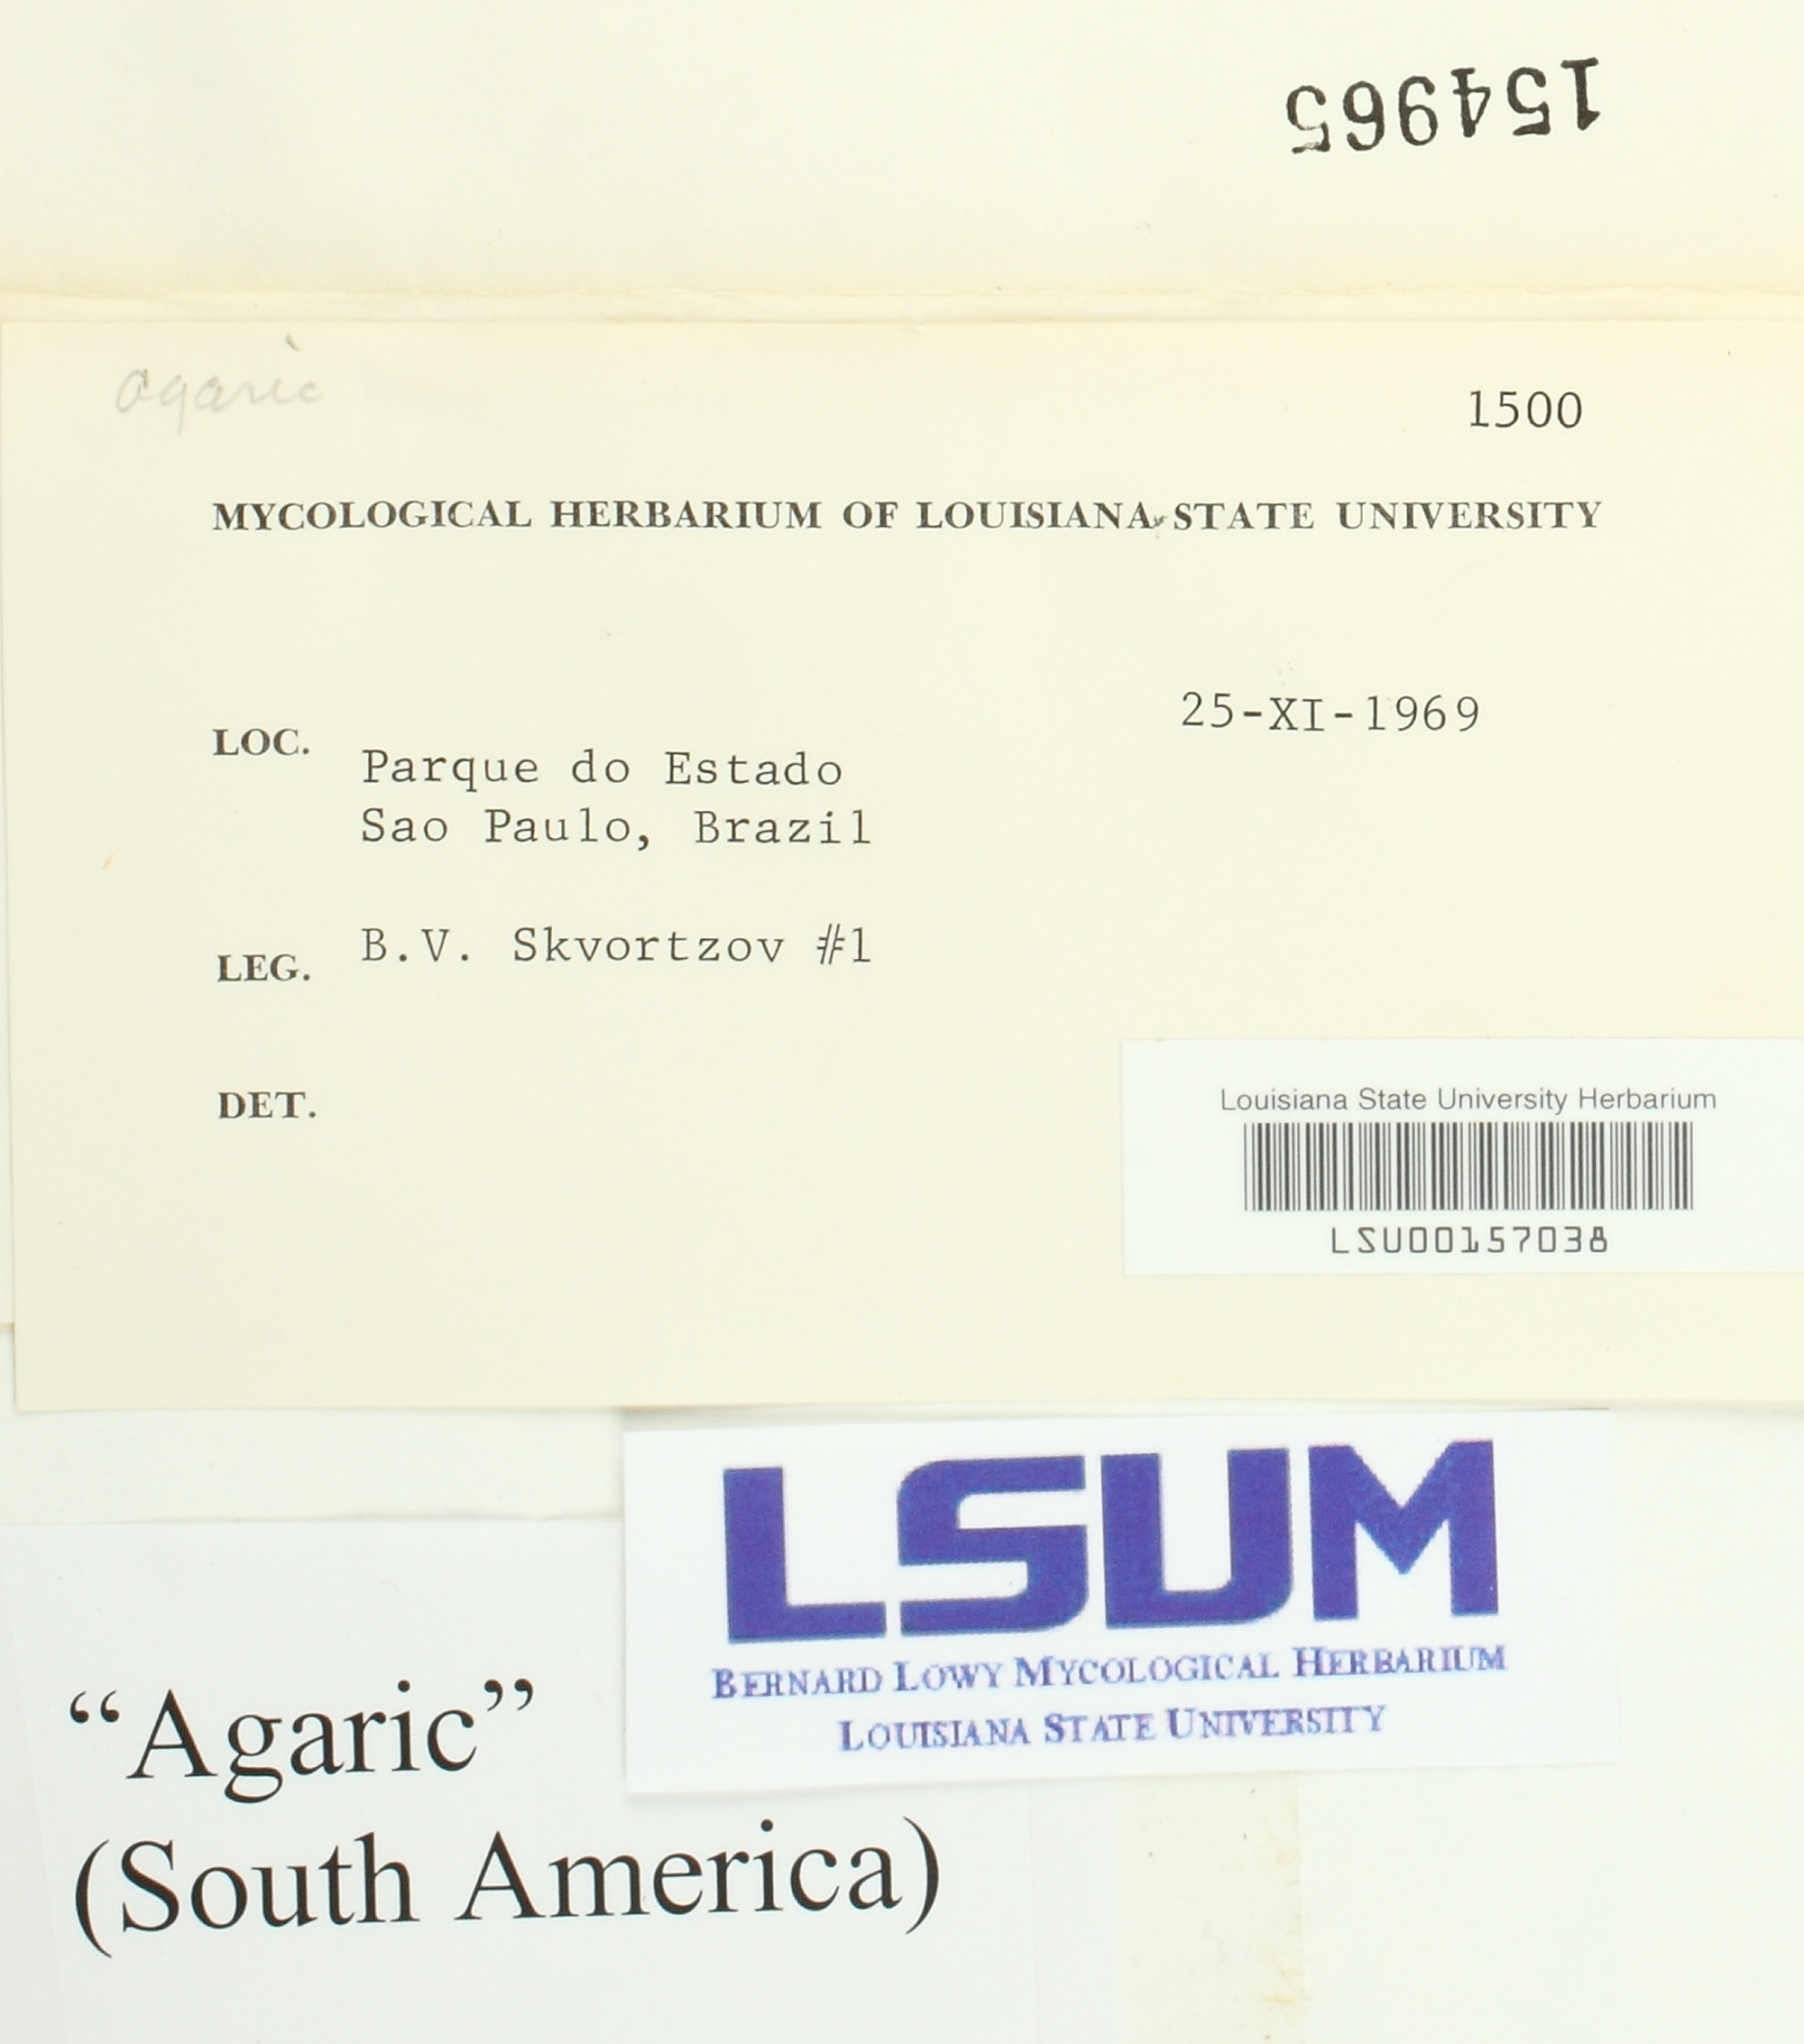 154965
agaric
1500
MYCOLOGICAL HERBARIUM OF LOUISIANA STATE UNIVERSITY
25-XI-1969
LOC.
Parque do Estado
Sao Paulo, Brazil
LEG. B.V. Skvortzov #1
DET.
Louisiana State University Herbarium
LSU00157038
LSUM
BERNARD LOWY MYCOLOGICAL HERBARIUM
LOUISIANA STATE UNIVERSITY
“Agaric”
(South America)